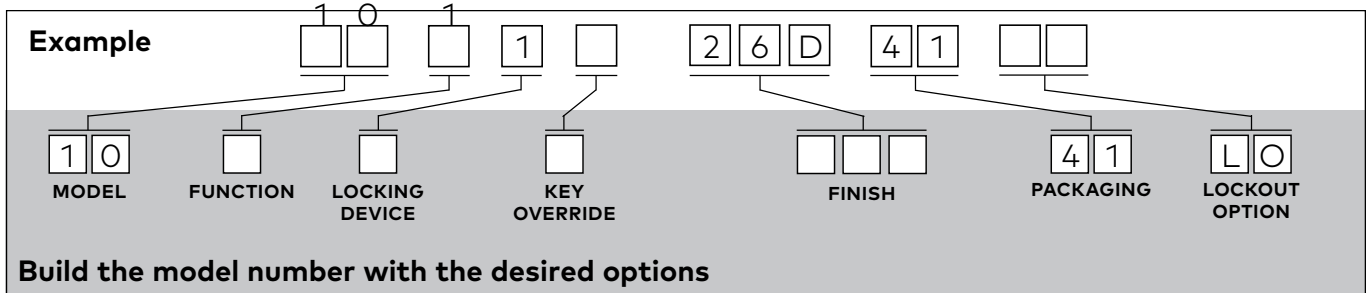 1 0 1
Example 1 2 6 D 4 1
1 0 4 1 L O
MODEL FUNCTION LOCKING DEVICE KEY OVERRIDE FINISH PACKAGING LOCKOUT OPTION
Build the model number with the desired options